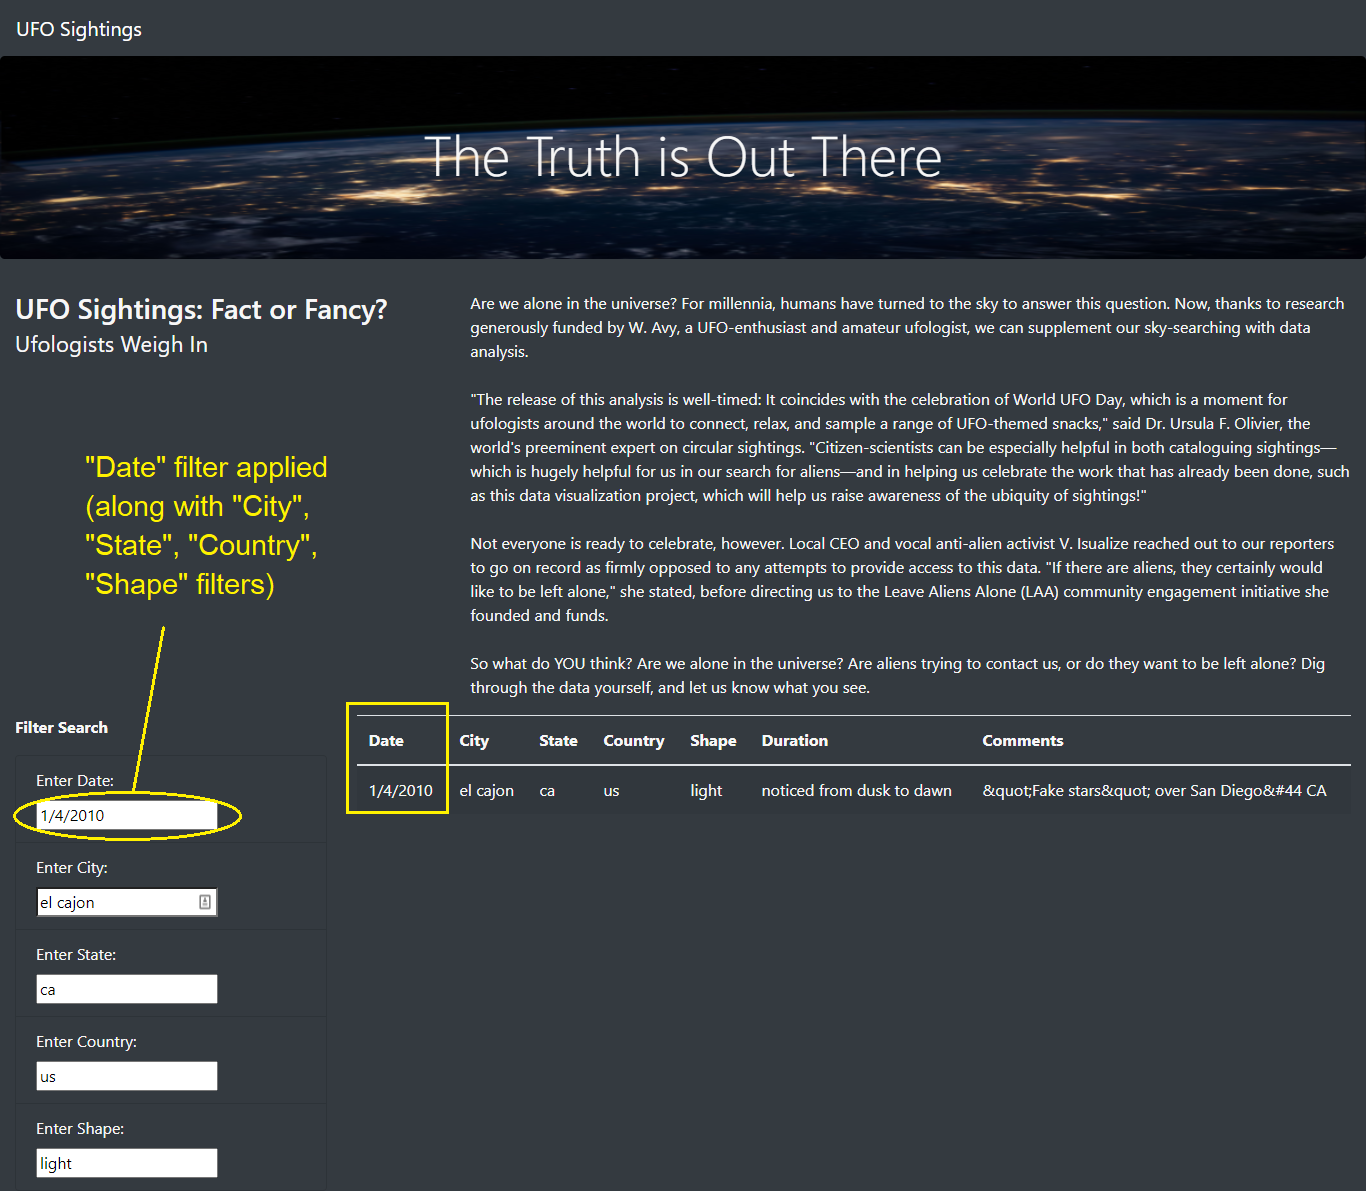 UFO Sightings
The Truth is Out There
UFO Sightings: Fact or Fancy?
Ufologists Weigh In
Are we alone in the universe? For millennia, humans have turned to the sky to answer this question. Now, thanks to research
generously funded by W. Avy, a UFO-enthusiast and amateur ufologist, we can supplement our sky-searching with data
analysis.
"The release of this analysis is well-timed: It coincides with the celebration of World UFO Day, which is a moment for
ufologists around the world to connect, relax, and sample a range of UFO-themed snacks," said Dr. Ursula F. Olivier, the
world's preeminent expert on circular sightings. "Citizen-scientists can be especially helpful in both cataloguing sightings—
which is hugely helpful for us in our search for aliens—and in helping us celebrate the work that has already been done, such
as this data visualization project, which will help us raise awareness of the ubiquity of sightings!"
Not everyone is ready to celebrate, however. Local CEO and vocal anti-alien activist V. Isualize reached out to our reporters
to go on record as firmly opposed to any attempts to provide access to this data. "If there are aliens, they certainly would
like to be left alone," she stated, before directing us to the Leave Aliens Alone (LAA) community engagement initiative she
founded and funds.
So what do YOU think? Are we alone in the universe? Are aliens trying to contact us, or do they want to be left alone? Dig
through the data yourself, and let us know what you see.
"Date" filter applied
(along with "City",
"State", "Country",
"Shape" filters)
Filter Search
Enter Date:
1/4/2010
Enter City:
el cajon
Enter State:
ca
Enter Country:
us
Enter Shape:
light
Date City State Country Shape Duration Comments
1/4/2010 el cajon ca us light noticed from dusk to dawn &quot;Fake stars&quot; over San Diego&#44 CA